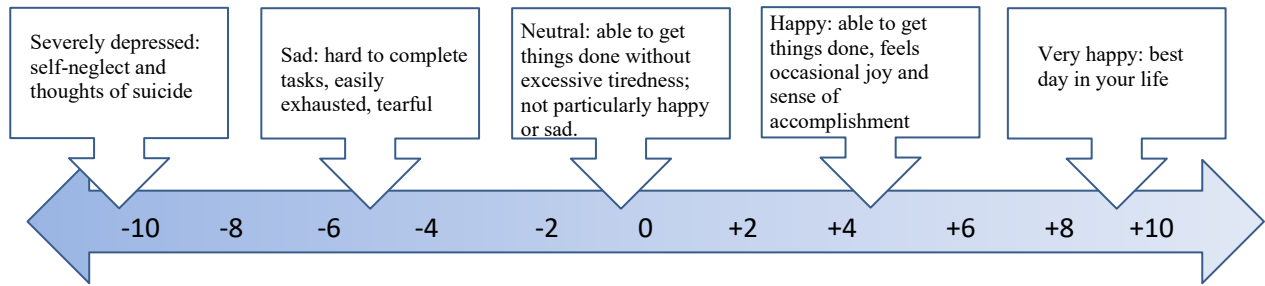 Severely depressed:
self-neglect and
thoughts of suicide
Sad: hard to complete
tasks, easily
exhausted, tearful
Neutral: able to get
things done without
excessive tiredness;
not particularly happy
or sad.
Happy: able to get
things done, feels
occasional joy and
sense of
accomplishment
Very happy: best
day in your life
-10 -8 -6 -4 -2 0 +2 +4 +6 +8 +10